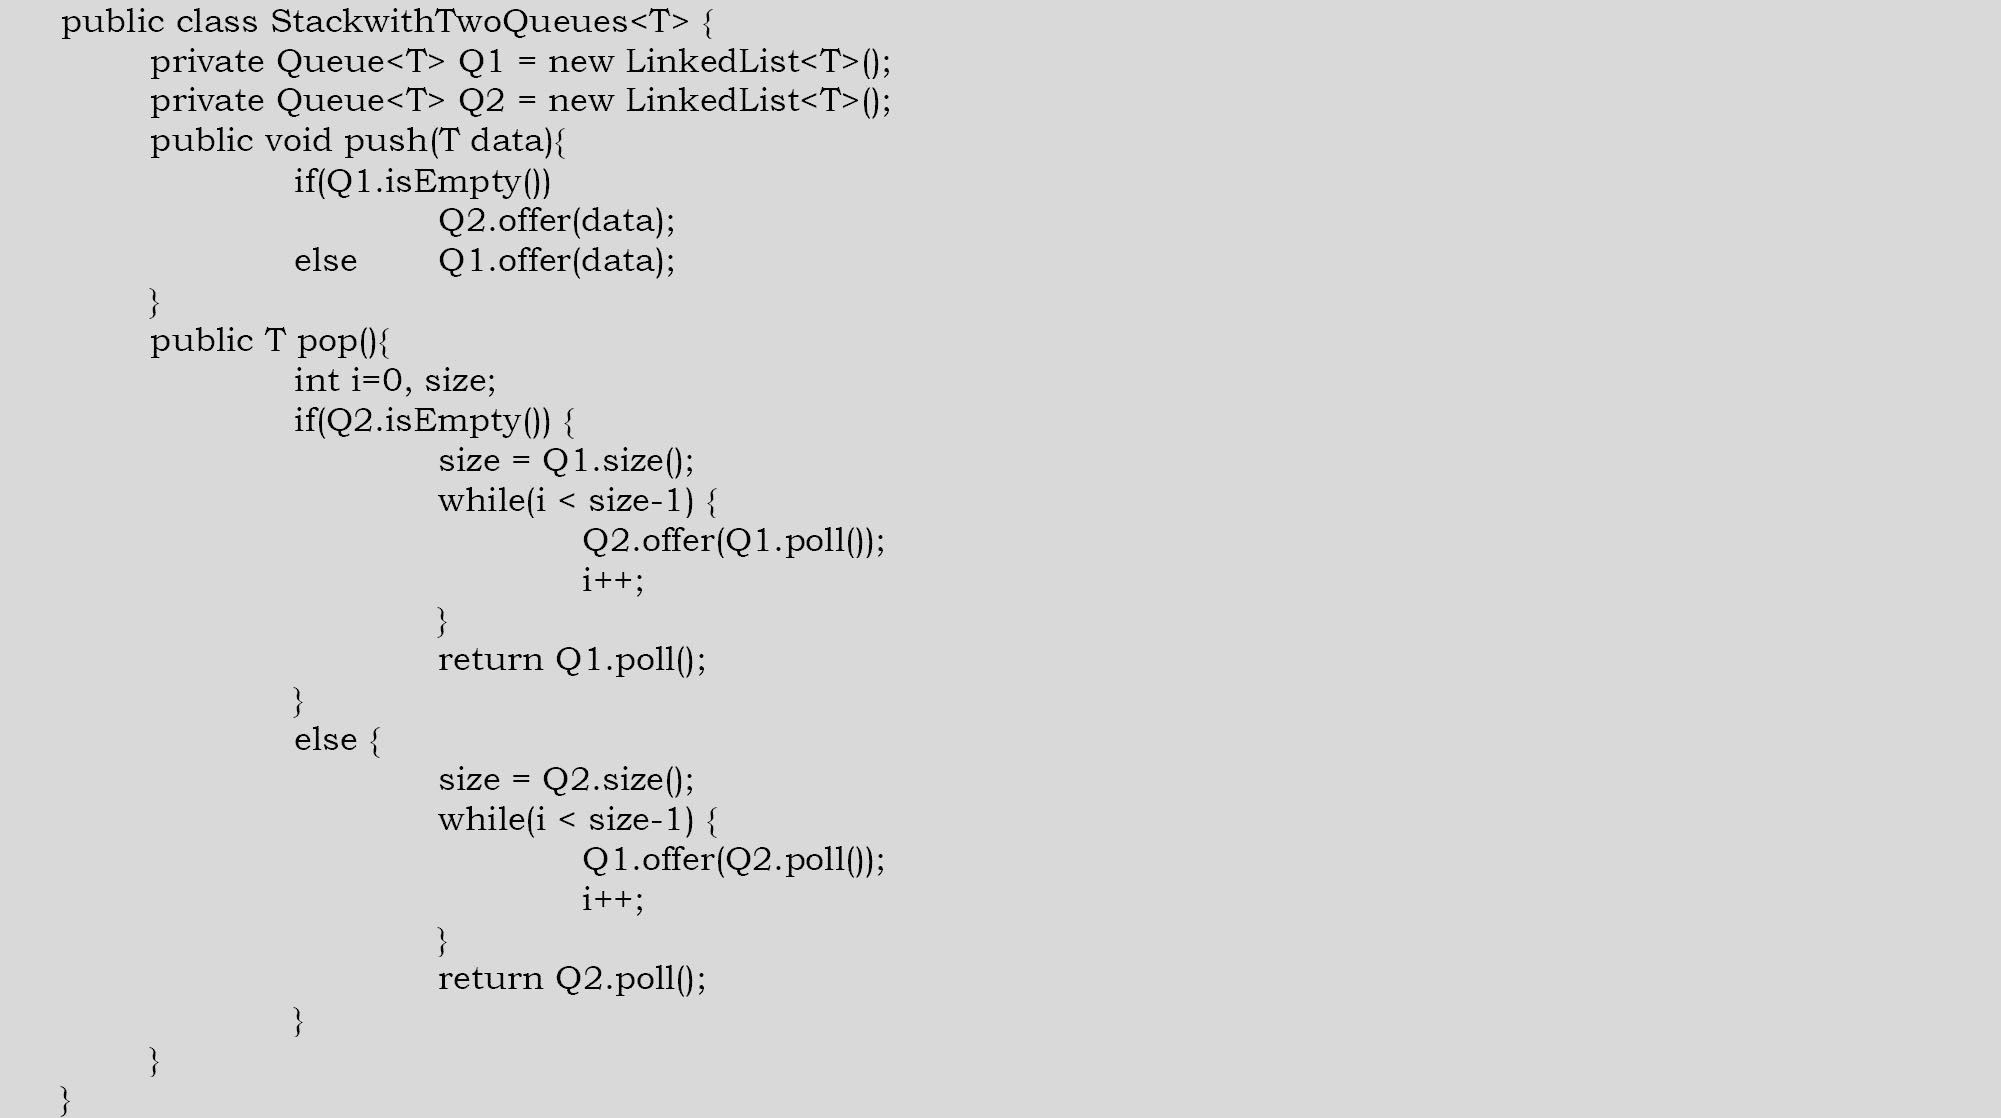 public class StackwithTwoQueues<T> {
private Queue<T> Q1 = new LinkedList<T>();
private Queue<T> Q2 = new LinkedList<T>();
public void push(T data){
if(Q1.isEmpty())
Q2.offer(data);
else Q1.offer(data);
}
public T pop(){
int i=0, size;
if(Q2.isEmpty()) {
size = Q1.size();
while(i < size-1) {
Q2.offer(Q1.poll());
i++;
}
return Q1.poll();
}
else {
size = Q2.size();
while(i < size-1) {
Q1.offer(Q2.poll());
i++;
}
return Q2.poll();
}
}
}